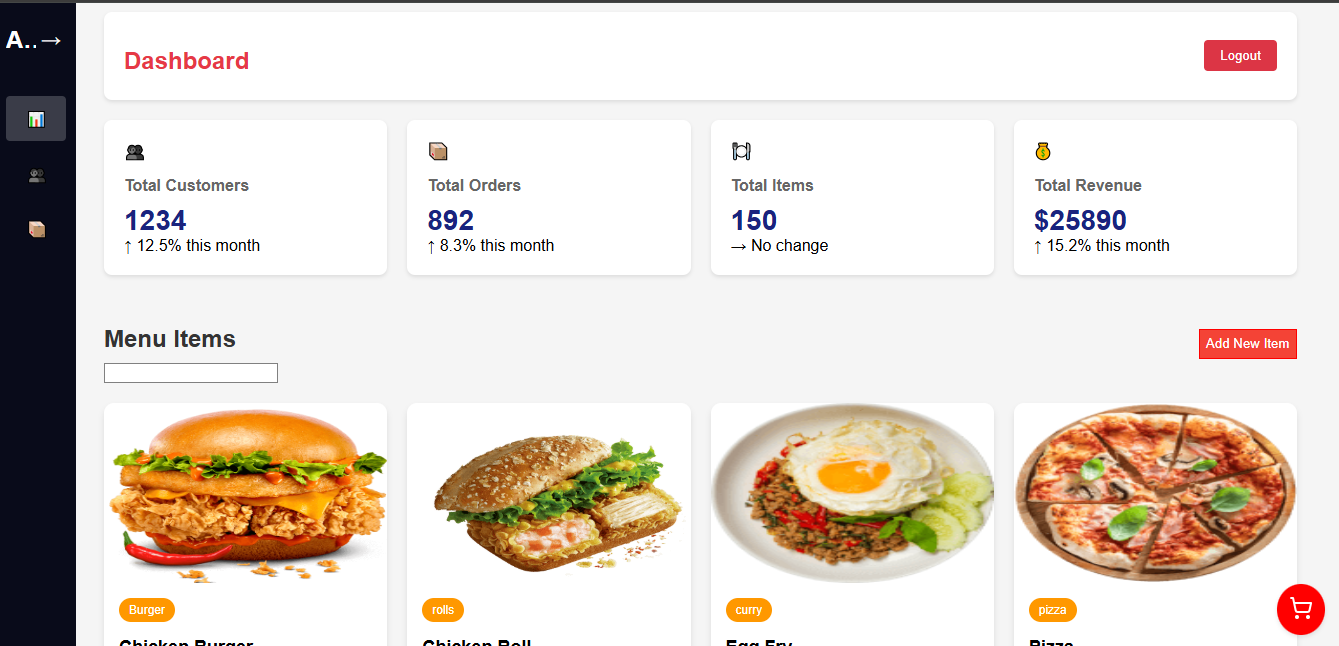 A..→
Dashboard
Logout
Total Customers
1234
↑ 12.5% this month
Total Orders
892
↑ 8.3% this month
Total Items
150
→ No change
Total Revenue
$25890
↑ 15.2% this month
Menu Items
Add New Item
Burger
Chicken Burger
rolls
Chicken Roll
curry
Egg Fry
pizza
Pizza